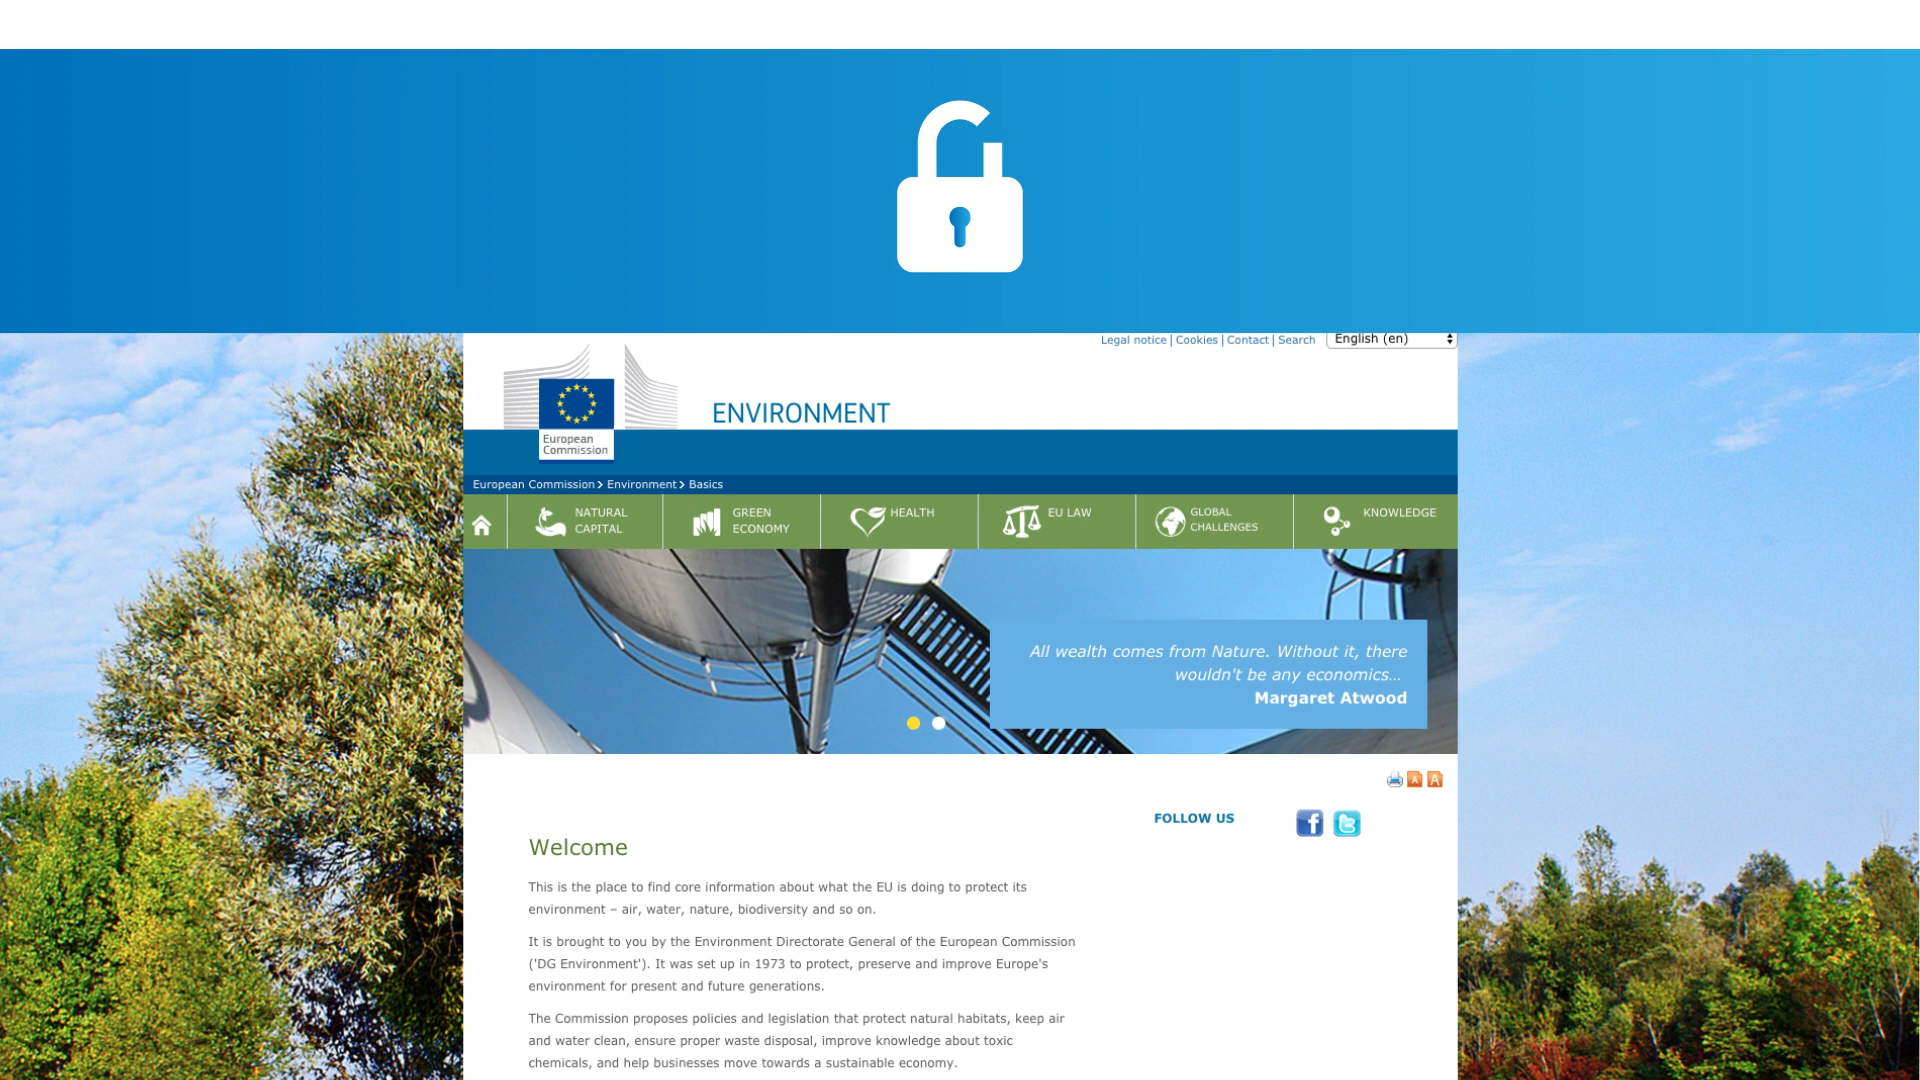 Legal notice | Cookies | Contact | Search English (en)
ENVIRONMENT
European
Commission
European Commission > Environment > Basics
NATURAL
CAPITAL
GREEN
ECONOMY
HEALTH
EU LAW
GLOBAL
CHALLENGES
KNOWLEDGE
All wealth comes from Nature. Without it, there
wouldn't be any economics...
Margaret Atwood
A A
FOLLOW US
Welcome
This is the place to find core information about what the EU is doing to protect its
environment – air, water, nature, biodiversity and so on.
It is brought to you by the Environment Directorate General of the European Commission
('DG Environment'). It was set up in 1973 to protect, preserve and improve Europe's
environment for present and future generations.
The Commission proposes policies and legislation that protect natural habitats, keep air
and water clean, ensure proper waste disposal, improve knowledge about toxic
chemicals, and help businesses move towards a sustainable economy.